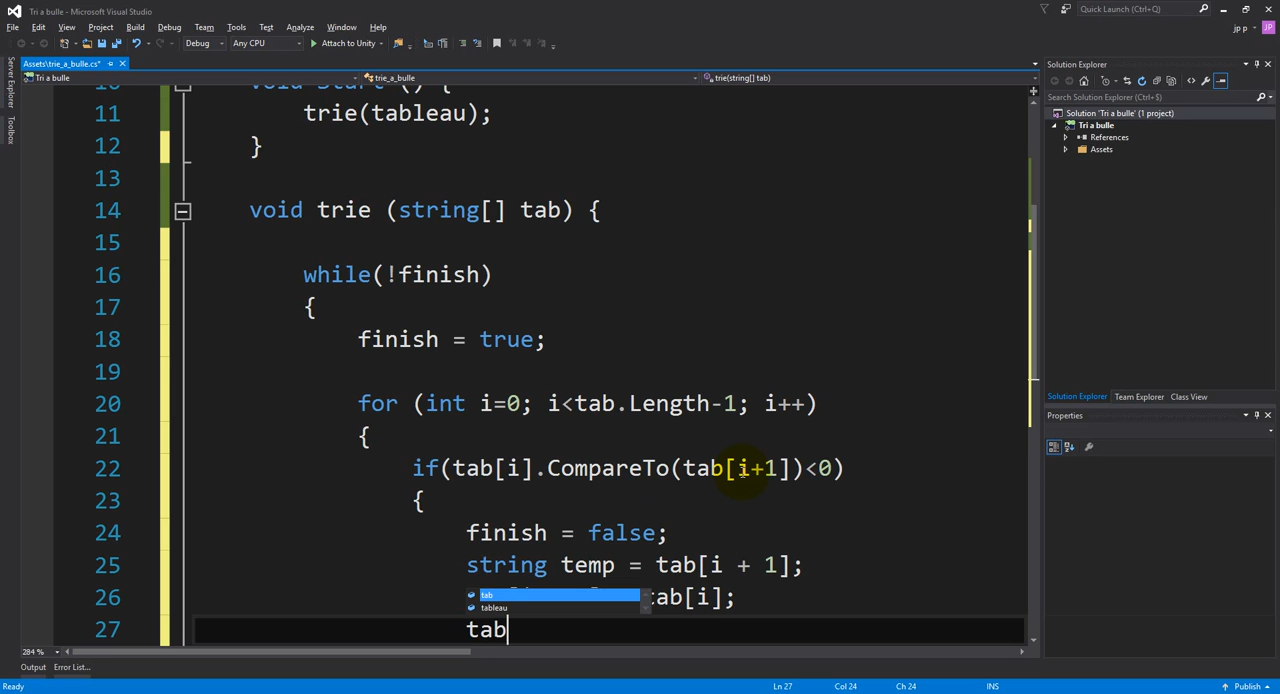 Tri a bulle - Microsoft Visual Studio
Quick Launch (Ctrl+Q)
File Edit View Project Build Debug Team Tools Test Analyze Window Help
jp p JP
Debug Any CPU Attach to Unity
Assets\trie_a_bulle.cs*
Tri a bulle trie_a_bulle trie(string[] tab)
Server Explorer
Toolbox
11 trie(tableau);
12 }
13
14 void trie (string[] tab) {
15
16 while(!finish)
17 {
18 finish = true;
19
20 for (int i=0; i<tab.Length-1; i++)
21 {
22 if(tab[i].CompareTo(tab[i+1])<0)
23 {
24 finish = false;
25 string temp = tab[i + 1];
26 tab[i];
27 tab
tab
tableau
284 %
Output Error List...
Ready Ln 27 Col 24 Ch 24 INS Publish
Solution Explorer
Search Solution Explorer (Ctrl+$)
Solution 'Tri a bulle' (1 project)
Tri a bulle
References
Assets
Solution Explorer Team Explorer Class View
Properties